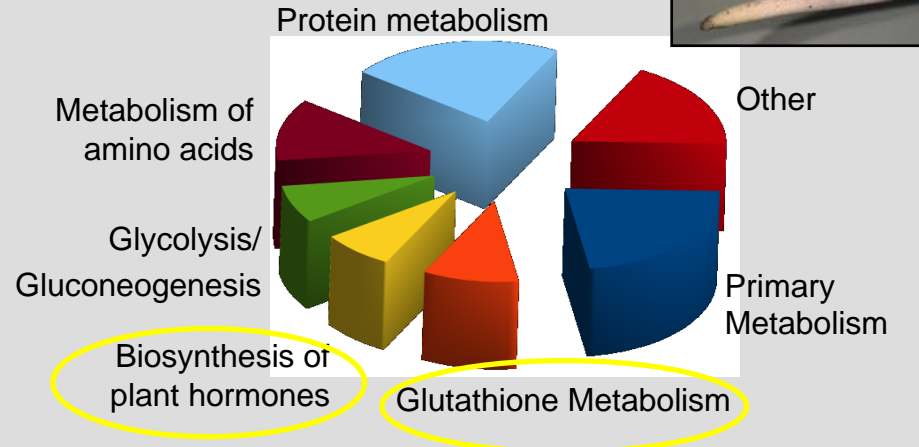 Protein metabolism
Other
Metabolism of
amino acids
Glycolysis/
Gluconeogenesis
Primary
Metabolism
Biosynthesis of
plant hormones
Glutathione Metabolism